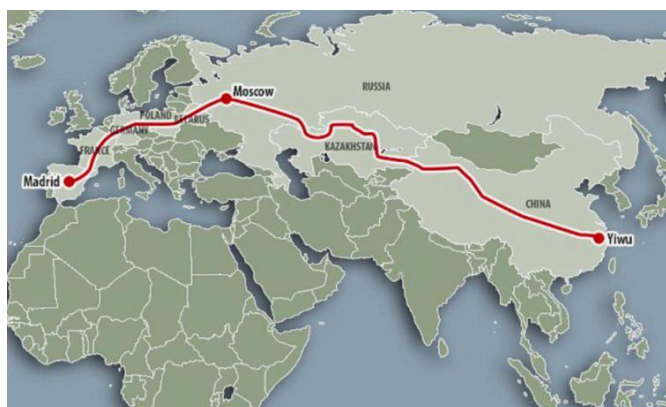 Moscow
RUSSIA
POLAND
BELARUS
GERMANY
KAZAKHSTAN
FRANCE
Madrid
CHINA
Yiwu